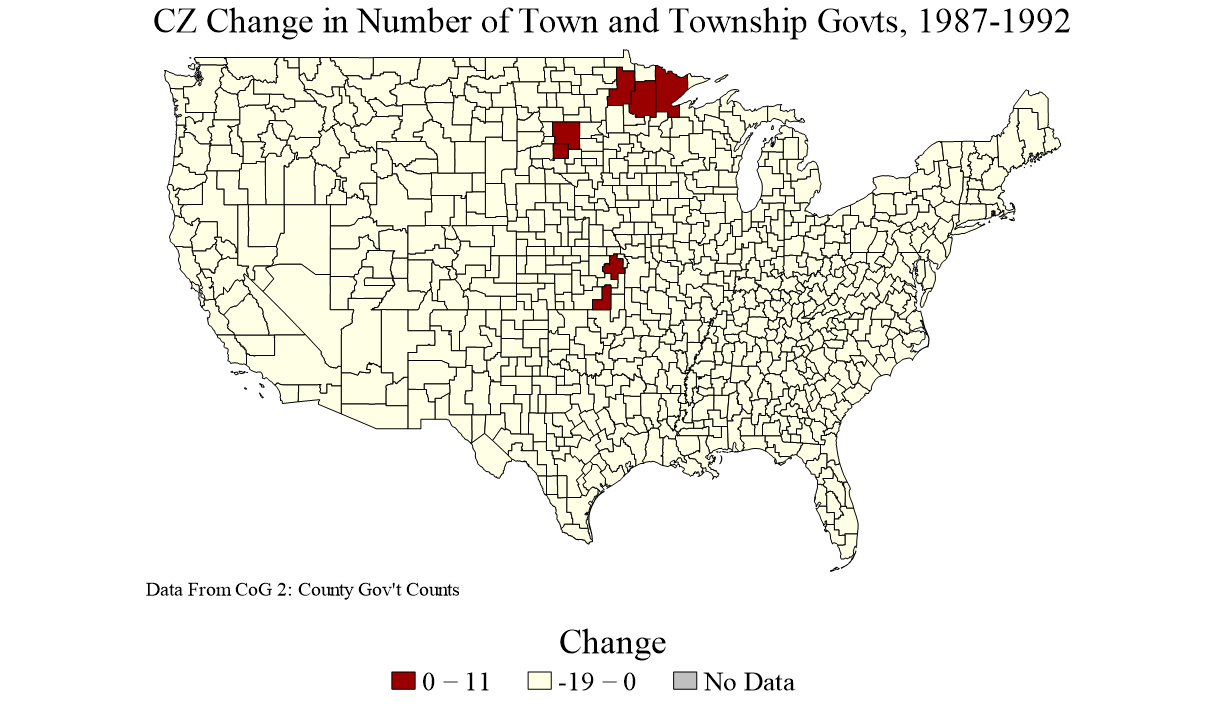 CZ Change in Number of Town and Township Govts, 1987-1992
Data From CoG 2: County Gov't Counts
Change
0 − 11
-19 − 0
No Data